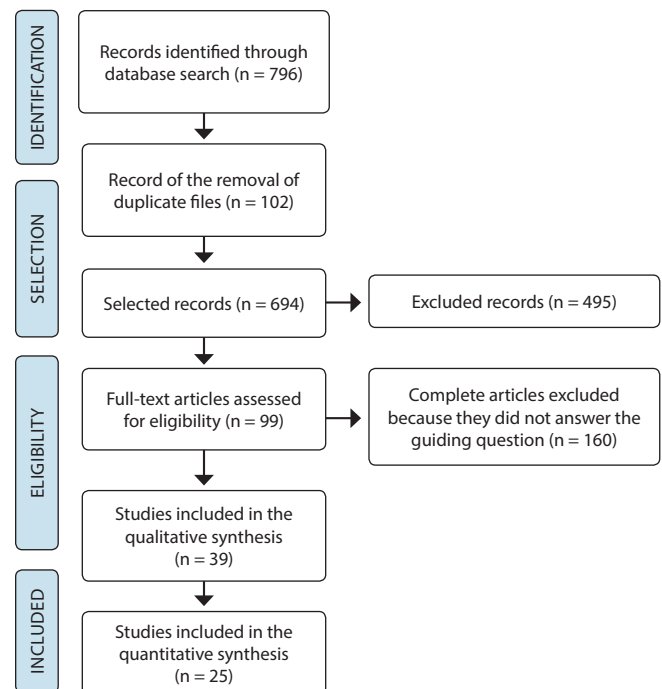 IDENTIFICATION
Records identified through
database search (n = 796)
Record of the removal of
duplicate files (n = 102)
SELECTION
Selected records (n = 694)
Excluded records (n = 495)
ELIGIBILITY
Full-text articles assessed
for eligibility (n = 99)
Complete articles excluded
because they did not answer the
guiding question (n = 160)
Studies included in the
qualitative synthesis
(n = 39)
INCLUDED
Studies included in the
quantitative synthesis
(n = 25)